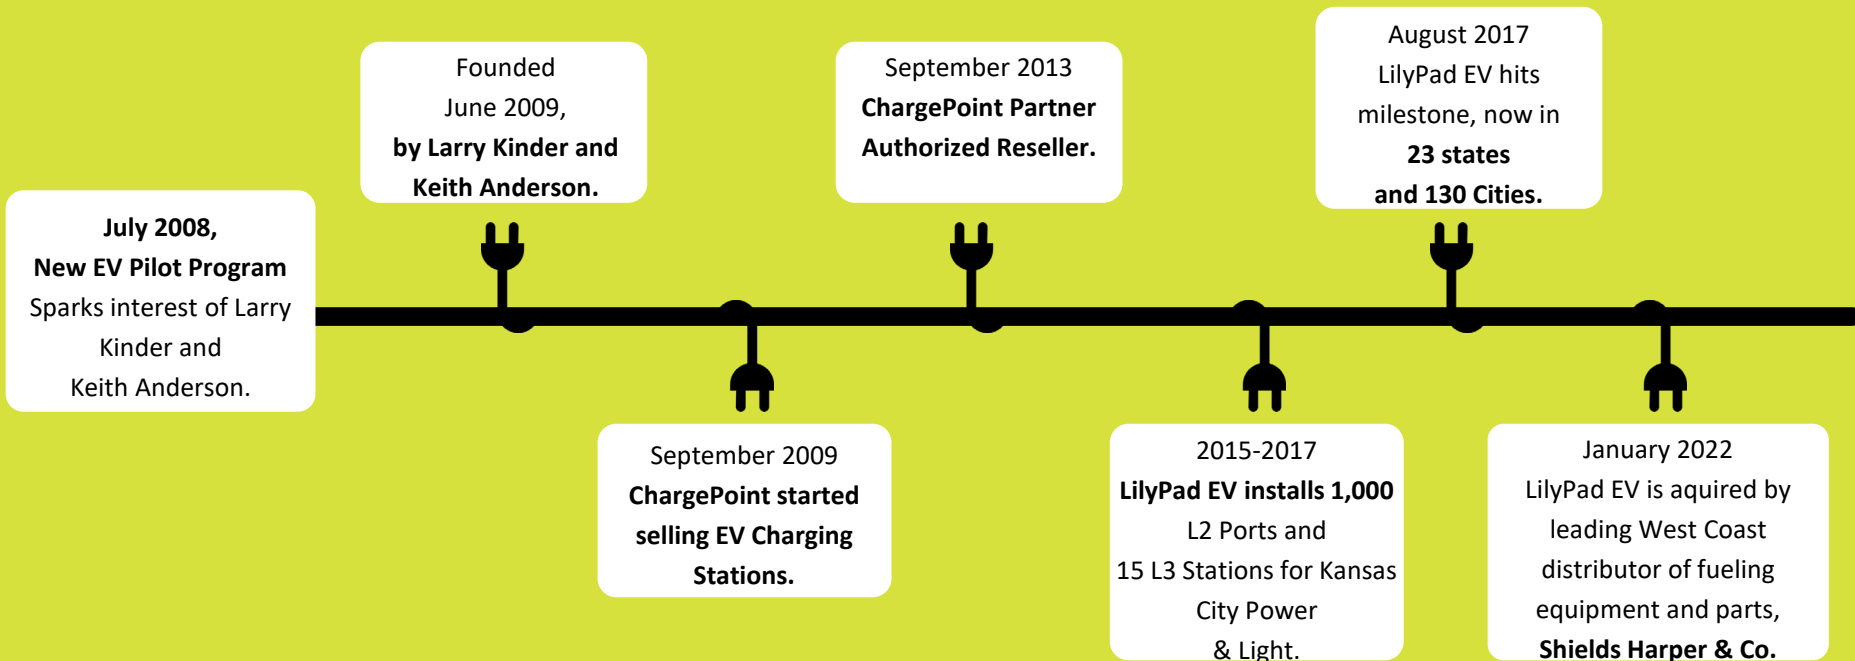 July 2008,
New EV Pilot Program
Sparks interest of Larry
Kinder and
Keith Anderson.
Founded
June 2009,
by Larry Kinder and
Keith Anderson.
September 2009
ChargePoint started
selling EV Charging
Stations.
September 2013
ChargePoint Partner
Authorized Reseller.
2015-2017
LilyPad EV installs 1,000
L2 Ports and
15 L3 Stations for Kansas
City Power
& Light.
August 2017
LilyPad EV hits
milestone, now in
23 states
and 130 Cities.
January 2022
LilyPad EV is aquired by
leading West Coast
distributor of fueling
equipment and parts,
Shields Harper & Co.